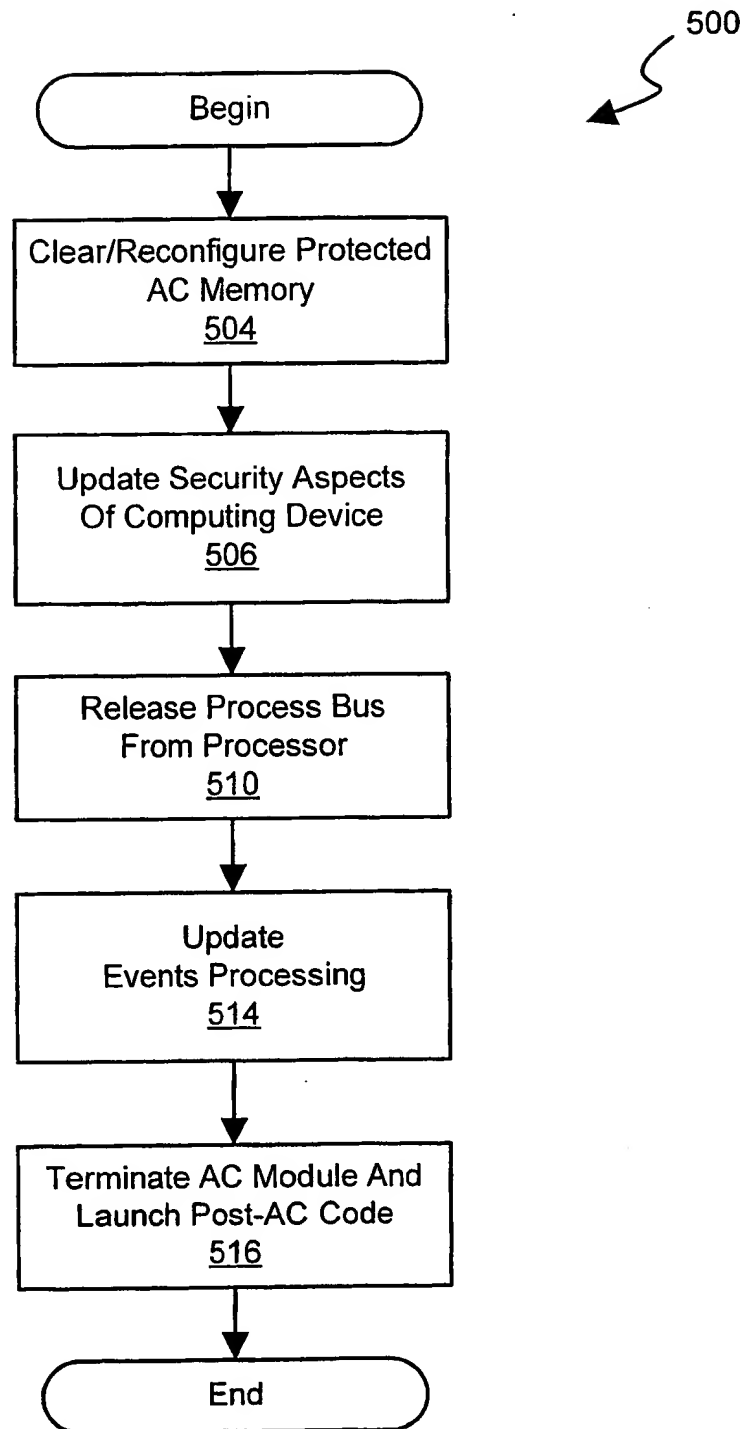 500
Begin
Clear/Reconfigure Protected
AC Memory
504
Update Security Aspects
Of Computing Device
506
Release Process Bus
From Processor
510
Update
Events Processing
514
Terminate AC Module And
Launch Post-AC Code
516
End